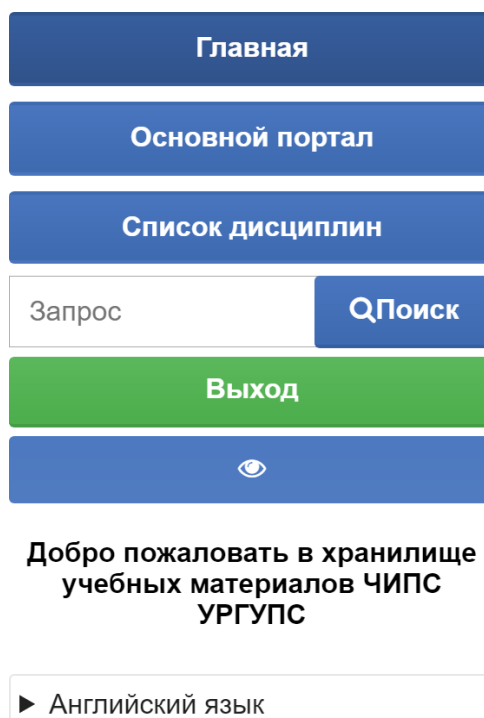 Главная
Основной портал
Список дисциплин
Запрос Поиск
Выход
Добро пожаловать в хранилище
учебных материалов ЧИПС
УРГУПС
Английский язык